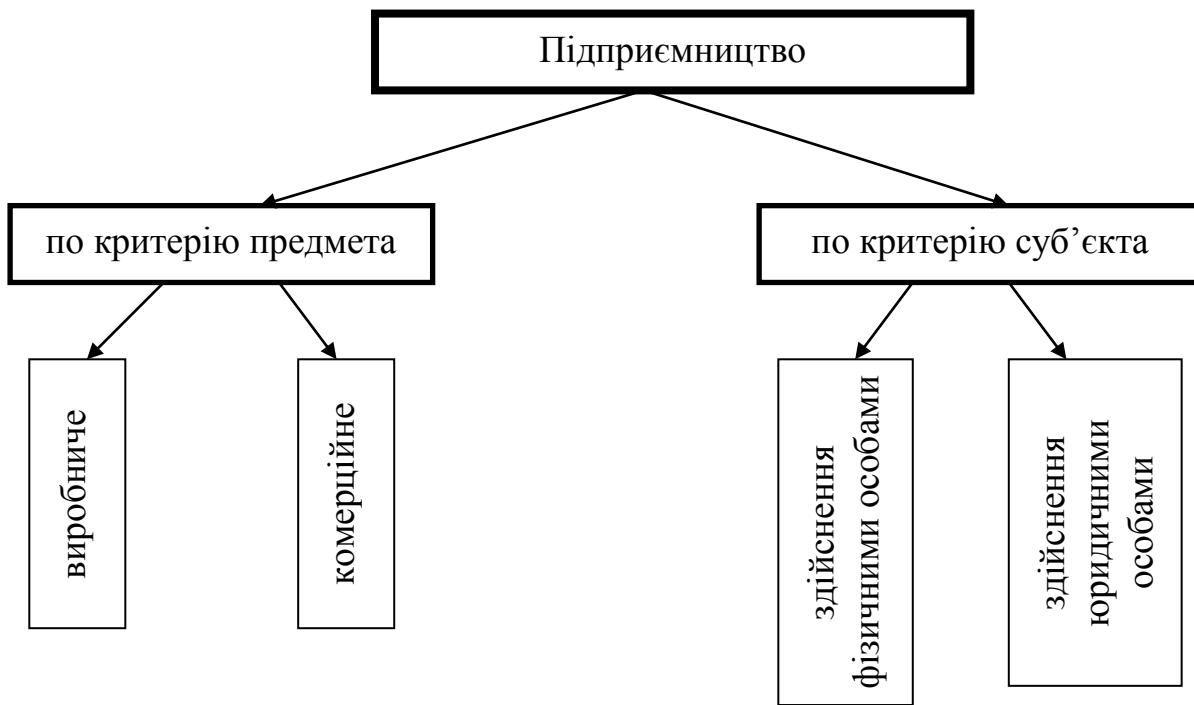 Підприємництво
по критерію предмета
по критерію суб’єкта
виробниче
комерційне
здійснення
фізичними особами
здійснення
юридичними
особами